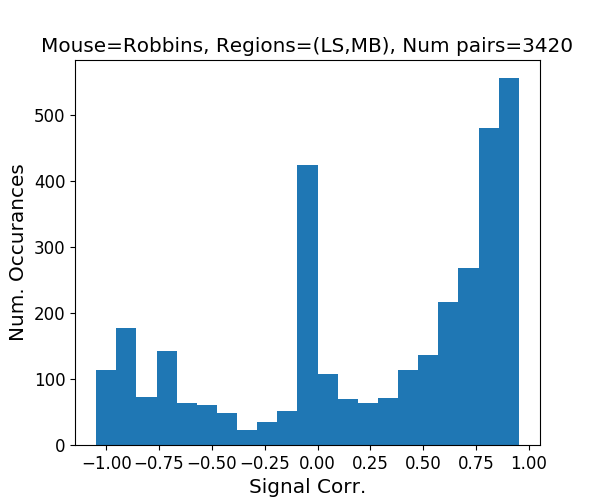 Mouse=Robbins, Regions=(LS,MB), Num pairs=3420
500
400
300
200
100
0
Num. Occurances
−1.00 −0.75 −0.50 −0.25 0.00 0.25 0.50 0.75 1.00
Signal Corr.